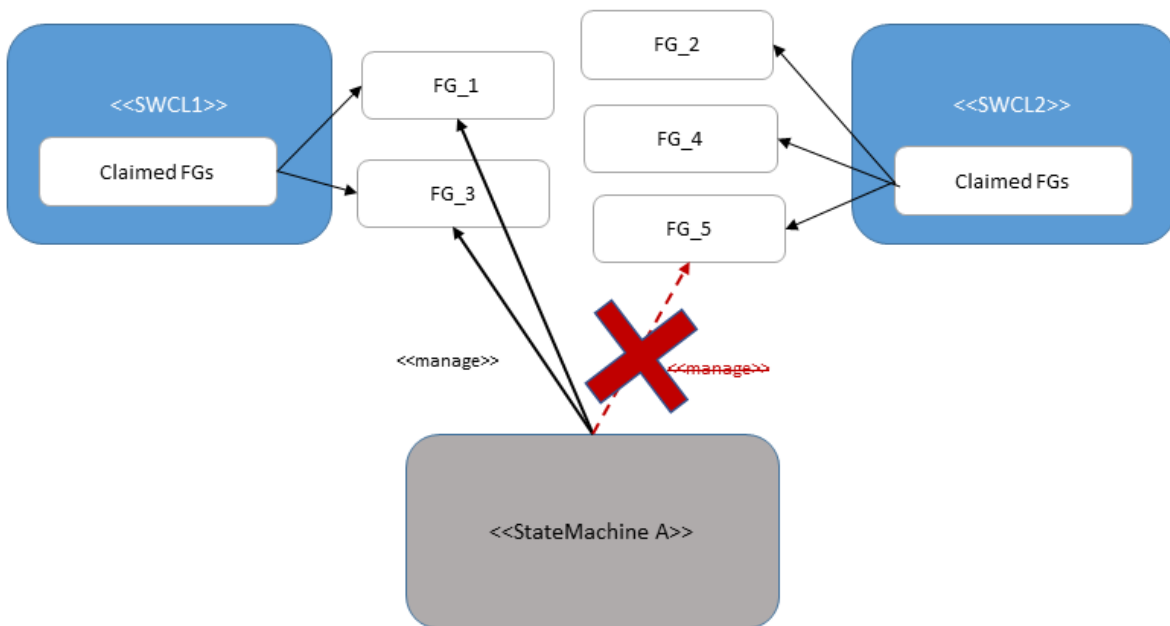 FG_2
FG_1
<<SWCL1>>
<<SWCL2>>
FG_4
Claimed FGs
FG_3
Claimed FGs
FG_5
<<manage>>
<<manage>>
<<StateMachine A>>